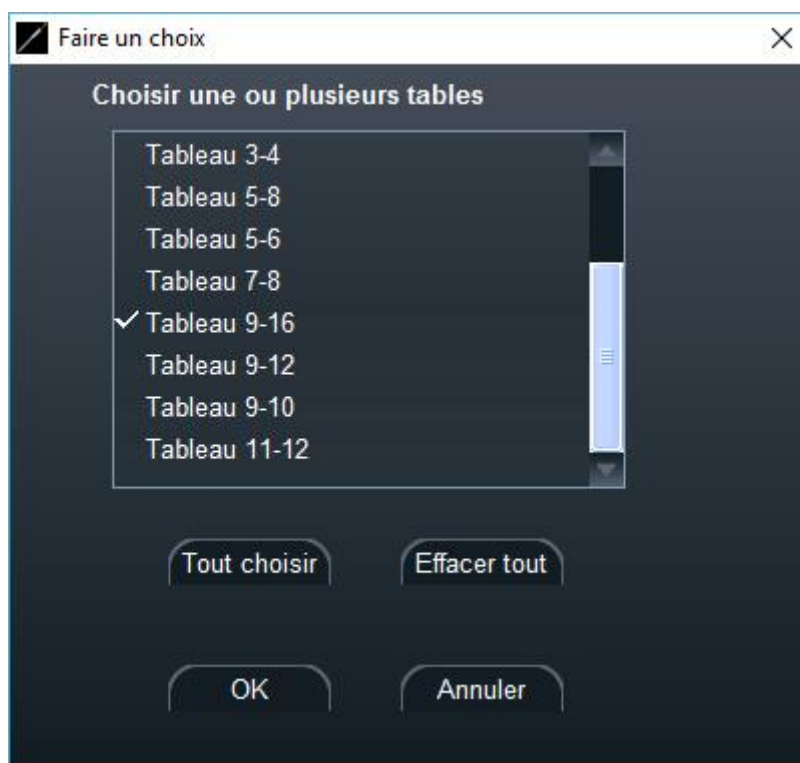 Faire un choix
Choisir une ou plusieurs tables
Tableau 3-4
Tableau 5-8
Tableau 5-6
Tableau 7-8
Tableau 9-16
Tableau 9-12
Tableau 9-10
Tableau 11-12
Tout choisir
Effacer tout
OK
Annuler